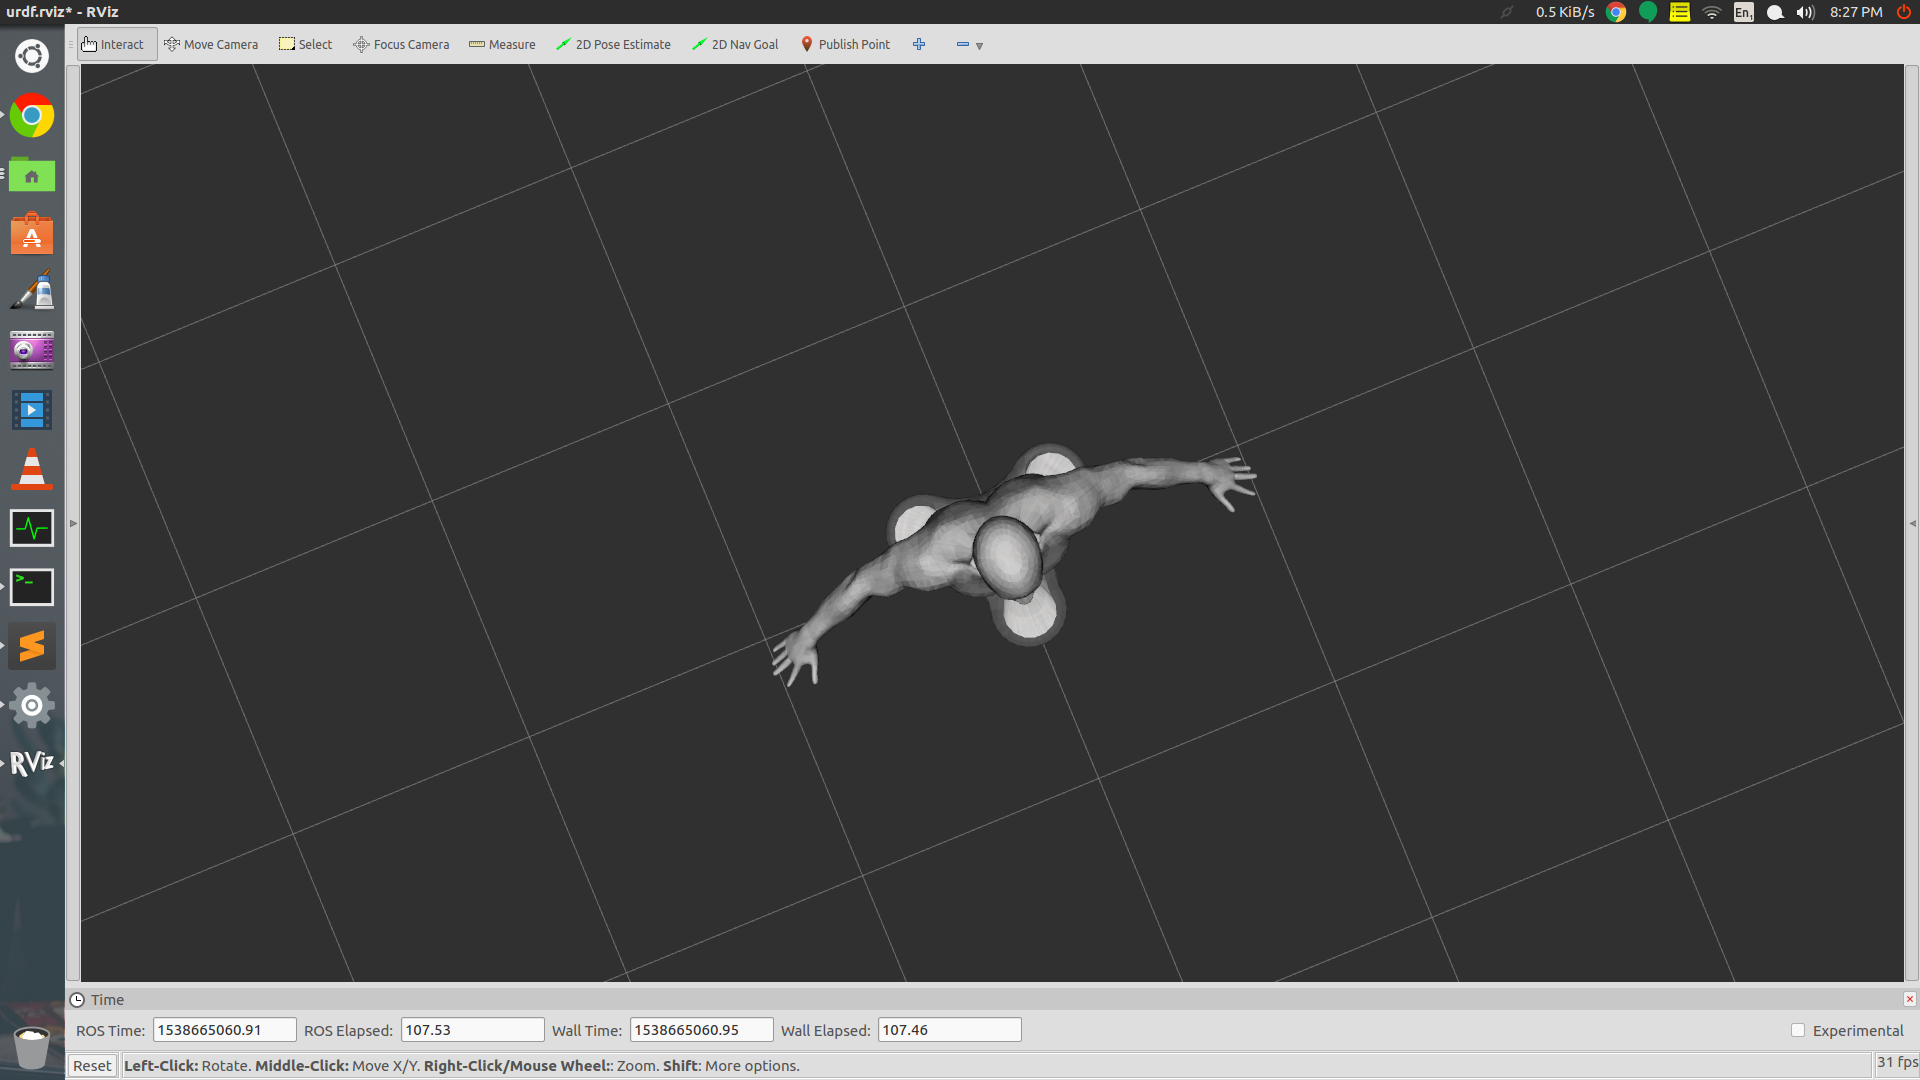 urdf.rviz* - RViz
0.5 KiB/s
En1
8:27 PM
Interact
Move Camera
Select
Focus Camera
Measure
2D Pose Estimate
2D Nav Goal
Publish Point
RViz
Time
ROS Time: 1538665060.91 ROS Elapsed: 107.53 Wall Time: 1538665060.95 Wall Elapsed: 107.46 Experimental
Reset Left-Click: Rotate. Middle-Click: Move X/Y. Right-Click/Mouse Wheel:: Zoom. Shift: More options. 31 fps